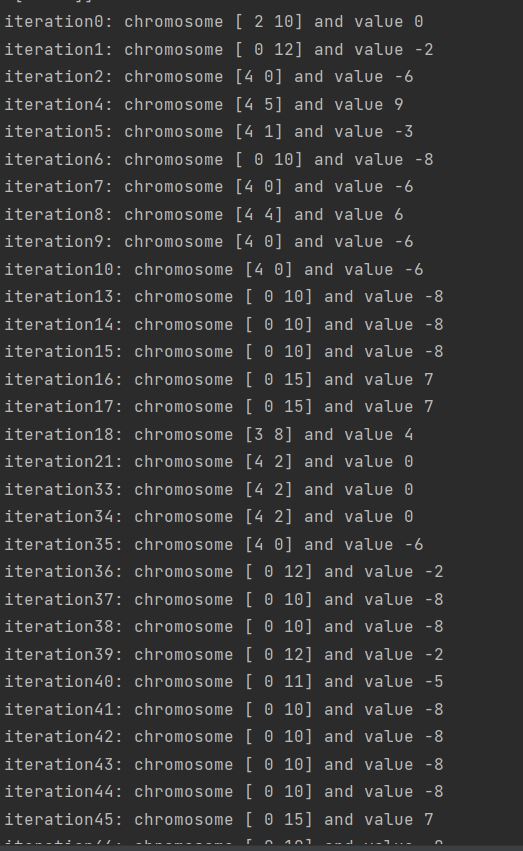 iteration0: chromosome [ 2 10] and value 0
iteration1: chromosome [ 0 12] and value -2
iteration2: chromosome [4 0] and value -6
iteration4: chromosome [4 5] and value 9
iteration5: chromosome [4 1] and value -3
iteration6: chromosome [ 0 10] and value -8
iteration7: chromosome [4 0] and value -6
iteration8: chromosome [4 4] and value 6
iteration9: chromosome [4 0] and value -6
iteration10: chromosome [4 0] and value -6
iteration13: chromosome [ 0 10] and value -8
iteration14: chromosome [ 0 10] and value -8
iteration15: chromosome [ 0 10] and value -8
iteration16: chromosome [ 0 15] and value 7
iteration17: chromosome [ 0 15] and value 7
iteration18: chromosome [3 8] and value 4
iteration21: chromosome [4 2] and value 0
iteration33: chromosome [4 2] and value 0
iteration34: chromosome [4 2] and value 0
iteration35: chromosome [4 0] and value -6
iteration36: chromosome [ 0 12] and value -2
iteration37: chromosome [ 0 10] and value -8
iteration38: chromosome [ 0 10] and value -8
iteration39: chromosome [ 0 12] and value -2
iteration40: chromosome [ 0 11] and value -5
iteration41: chromosome [ 0 10] and value -8
iteration42: chromosome [ 0 10] and value -8
iteration43: chromosome [ 0 10] and value -8
iteration44: chromosome [ 0 10] and value -8
iteration45: chromosome [ 0 15] and value 7